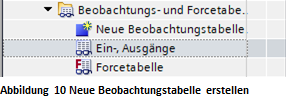 Beobachtungs- und Forcetabe..
Neue Beobachtungstabelle
Ein-, Ausgänge
Forcetabelle
Abbildung 10 Neue Beobachtungstabelle erstellen